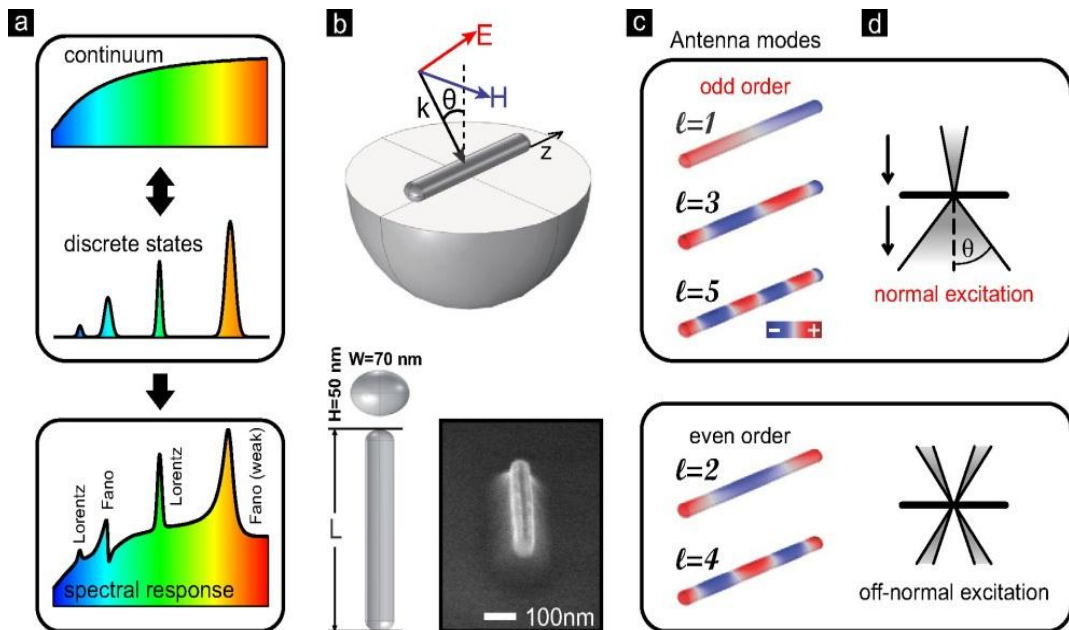 a
continuum
discrete states
Lorentz
Fano
Lorentz
Fano (weak)
spectral response
b
E
H
k
θ
z
W=70 nm
H=50 nm
L
100nm
c
Antenna modes
odd order
ℓ=1
ℓ=3
ℓ=5
- +
even order
ℓ=2
ℓ=4
d
θ
normal excitation
off-normal excitation